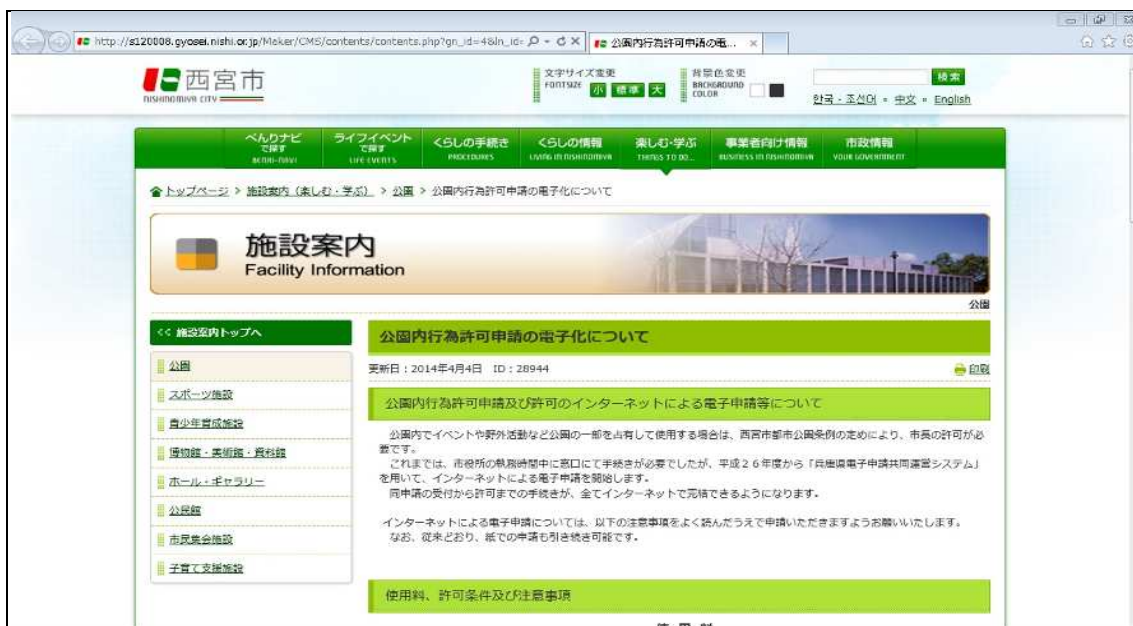 http://s120008.gyosei.nishi.or.jp/Maker/CMS/contents/contents.php?gn_id=4&ln_id=
公園内行為許可申請の電...
西宮市
NISHINOMIYA CITY
文字サイズ変更
FONTSIZE
小 標準 大
背景色変更
BACKGROUND
COLOR
検索
한국・조선어 中文 English
べんりナビ
で探す
BENRI-NAVI
ライフイベント
で探す
LIFE EVENTS
くらしの手続き
PROCEDURES
くらしの情報
LIVING IN NISHINOMIYA
楽しむ・学ぶ
THINGS TO DO...
事業者向け情報
BUSINESS IN NISHINOMIYA
市政情報
YOUR GOVERNMENT
トップページ > 施設案内（楽しむ・学ぶ） > 公園 > 公園内行為許可申請の電子化について
施設案内
Facility Information
公園
<< 施設案内トップへ
公園
スポーツ施設
青少年育成施設
博物館・美術館・資料館
ホール・ギャラリー
公民館
市民集会施設
子育て支援施設
公園内行為許可申請の電子化について
更新日：2014年4月4日 ID：28944
印刷
公園内行為許可申請及び許可のインターネットによる電子申請等について
公園内でイベントや野外活動など公園の一部を占有して使用する場合は、西宮市都市公園条例の定めにより、市長の許可が必
要です。
これまでは、市役所の執務時間中に窓口にて手続きが必要でしたが、平成２６年度から「兵庫県電子申請共同運営システム」
を用いて、インターネットによる電子申請を開始します。
同申請の受付から許可までの手続きが、全てインターネットで完結できるようになります。
インターネットによる電子申請については、以下の注意事項をよく読んだうえで申請いただきますようお願いいたします。
なお、従来どおり、紙での申請も引き続き可能です。
使用料、許可条件及び注意事項